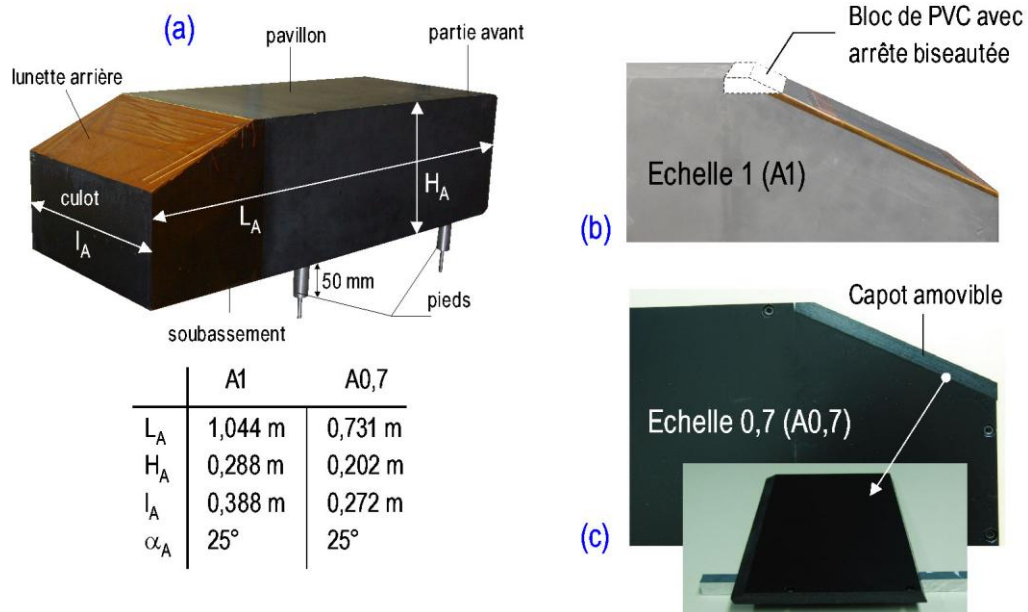 (a)
pavillon
partie avant
lunette arrière
culot
L_A
H_A
l_A
50 mm
pieds
soubassement
A1 A0,7
L_A 1,044 m 0,731 m
H_A 0,288 m 0,202 m
l_A 0,388 m 0,272 m
α_A 25° 25°
Bloc de PVC avec
arrête biseautée
Echelle 1 (A1)
(b)
Capot amovible
Echelle 0,7 (A0,7)
(c)